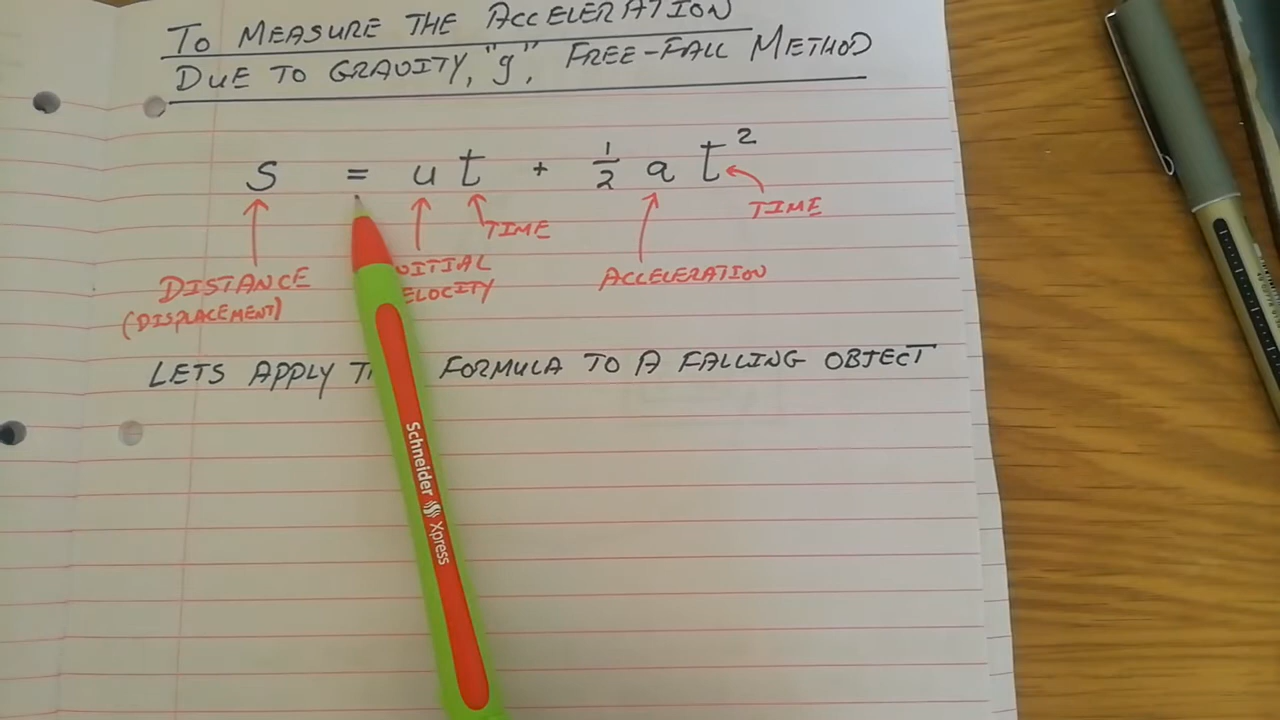 TO MEASURE THE ACCELERATION
DUE TO GRAVITY, "g", FREE-FALL METHOD
s = ut + 1/2 a t²
TIME
TIME
DISTANCE
(DISPLACEMENT)
ACCELERATION
LETS APPLY FORMULA TO A FALLING OBJECT
Schneider Xpress